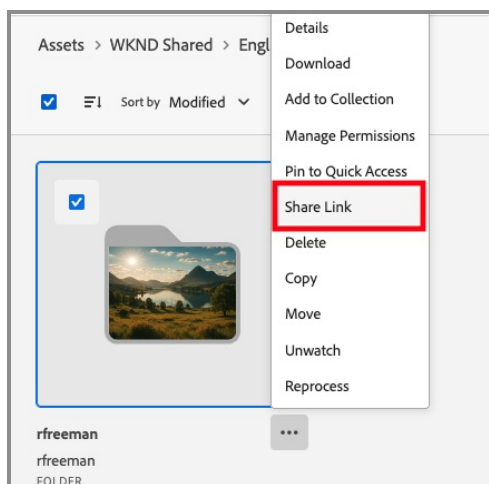 Assets > WKND Shared > Engl
Sort by Modified
Details
Download
Add to Collection
Manage Permissions
Pin to Quick Access
Share Link
Delete
Copy
Move
Unwatch
Reprocess
rfreeman
rfreeman
FOLDER